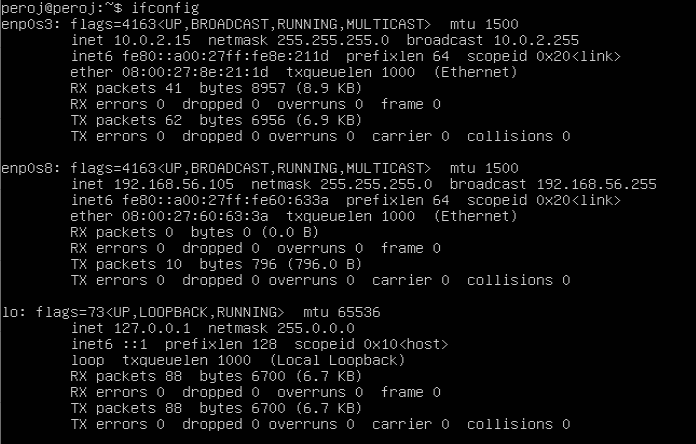 peroj@peroj:~$ ifconfig
enp0s3: flags=4163<UP,BROADCAST,RUNNING,MULTICAST>  mtu 1500
        inet 10.0.2.15  netmask 255.255.255.0  broadcast 10.0.2.255
        inet6 fe80::a00:27ff:fe8e:211d  prefixlen 64  scopeid 0x20<link>
        ether 08:00:27:8e:21:1d  txqueuelen 1000  (Ethernet)
        RX packets 41  bytes 8957 (8.9 KB)
        RX errors 0  dropped 0  overruns 0  frame 0
        TX packets 62  bytes 6956 (6.9 KB)
        TX errors 0  dropped 0 overruns 0  carrier 0  collisions 0

enp0s8: flags=4163<UP,BROADCAST,RUNNING,MULTICAST>  mtu 1500
        inet 192.168.56.105  netmask 255.255.255.0  broadcast 192.168.56.255
        inet6 fe80::a00:27ff:fe60:633a  prefixlen 64  scopeid 0x20<link>
        ether 08:00:27:60:63:3a  txqueuelen 1000  (Ethernet)
        RX packets 0  bytes 0 (0.0 B)
        RX errors 0  dropped 0  overruns 0  frame 0
        TX packets 10  bytes 796 (796.0 B)
        TX errors 0  dropped 0 overruns 0  carrier 0  collisions 0

lo: flags=73<UP,LOOPBACK,RUNNING>  mtu 65536
        inet 127.0.0.1  netmask 255.0.0.0
        inet6 ::1  prefixlen 128  scopeid 0x10<host>
        loop  txqueuelen 1000  (Local Loopback)
        RX packets 88  bytes 6700 (6.7 KB)
        RX errors 0  dropped 0  overruns 0  frame 0
        TX packets 88  bytes 6700 (6.7 KB)
        TX errors 0  dropped 0 overruns 0  carrier 0  collisions 0